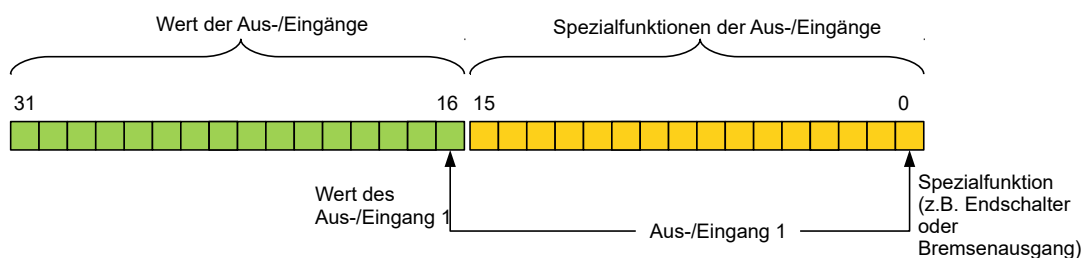 Wert der Aus-/Eingänge
Spezialfunktionen der Aus-/Eingänge
31
16
15
0
Wert des
Aus-/Eingang 1
Aus-/Eingang 1
Spezialfunktion
(z.B. Endschalter
oder
Bremsenausgang)